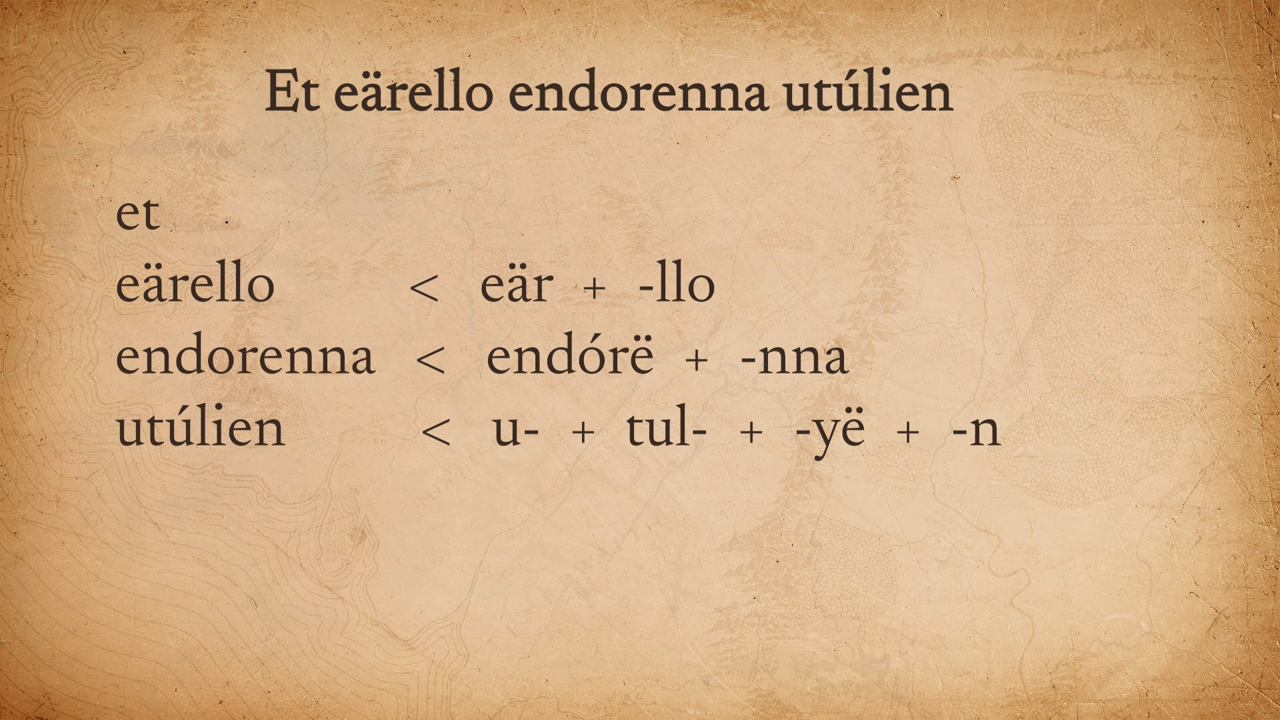 Et eärello endorenna utúlien
et
eärello < eär + -llo
endorenna < endórë + -nna
utúlien < u- + tul- + -yë + -n